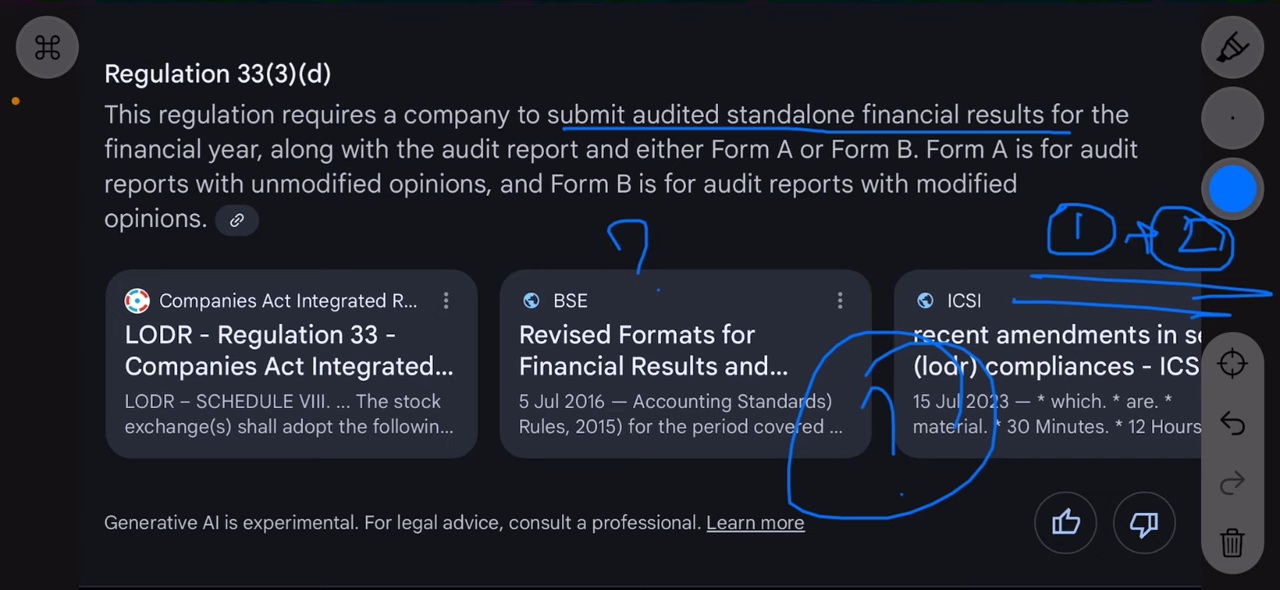 Regulation 33(3)(d)
This regulation requires a company to submit audited standalone financial results for the
financial year, along with the audit report and either Form A or Form B. Form A is for audit
reports with unmodified opinions, and Form B is for audit reports with modified
opinions.
? 1 → 2
Companies Act Integrated R...
LODR - Regulation 33 -
Companies Act Integrated...
LODR – SCHEDULE VIII. ... The stock
exchange(s) shall adopt the followin...
BSE
Revised Formats for
Financial Results and...
5 Jul 2016 — Accounting Standards)
Rules, 2015) for the period covered ...
ICSI
recent amendments in se
(lodr) compliances - ICS
15 Jul 2023 — * which. * are. *
material. * 30 Minutes. * 12 Hours
?
Generative AI is experimental. For legal advice, consult a professional. Learn more